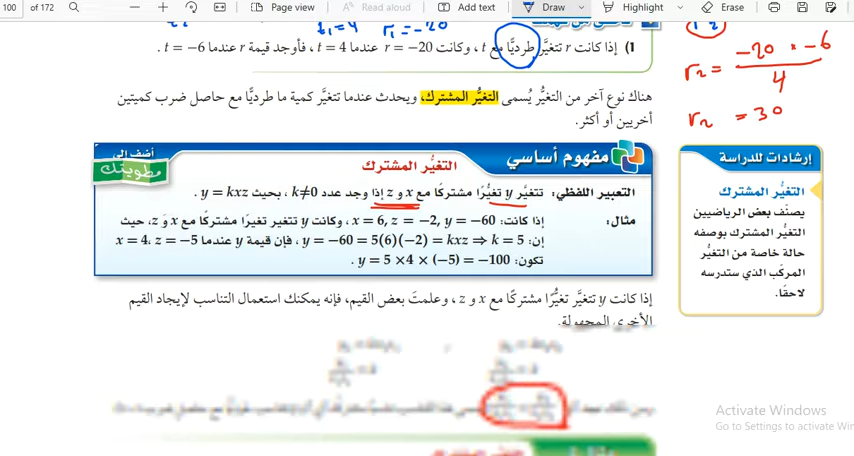 100 of 172
Page view
Read aloud
Add text
Draw
Highlight
Erase
t₁=4 r₁=-20
1) إذا كانت r تتغيَّر طرديًّا مع t ، وكانت r = −20 عندما t = 4 ، فأوجد قيمة r عندما t = −6 .
r₂ = (-20 × -6) / 4
r₂ = 30
هناك نوع آخر من التغيُّر يُسمى التغيُّر المشترك، ويحدث عندما تتغيَّر كمية ما طرديًّا مع حاصل ضرب كميتين
أخريين أو أكثر.
مفهوم أساسي
أضف إلى
مطويتك
التغيُّر المشترك
التعبير اللفظي: تتغيَّر y تغيُّرًا مشتركًا مع x و z إذا وجد عدد k ≠ 0 ، بحيث y = kxz .
مثال: إذا كانت: x = 6, z = −2, y = −60 ، وكانت y تتغير تغيرًا مشتركًا مع x و z، حيث
إن: y = −60 = 5(6)(−2) = kxz ⇒ k = 5 ، فإن قيمة y عندما x = 4، z = −5
تكون: y = 5 × 4 × (−5) = −100 .
إرشادات للدراسة
التغيُّر المشترك
يصنّف بعض الرياضيين
التغيُّر المشترك بوصفه
حالة خاصة من التغيُّر
المركّب الذي ستدرسه
لاحقًا.
إذا كانت y تتغيَّر تغيُّرًا مشتركًا مع x و z ، وعلمتَ بعض القيم، فإنه يمكنك استعمال التناسب لإيجاد القيم
الأخرى المجهولة.
Activate Windows
Go to Settings to activate Win